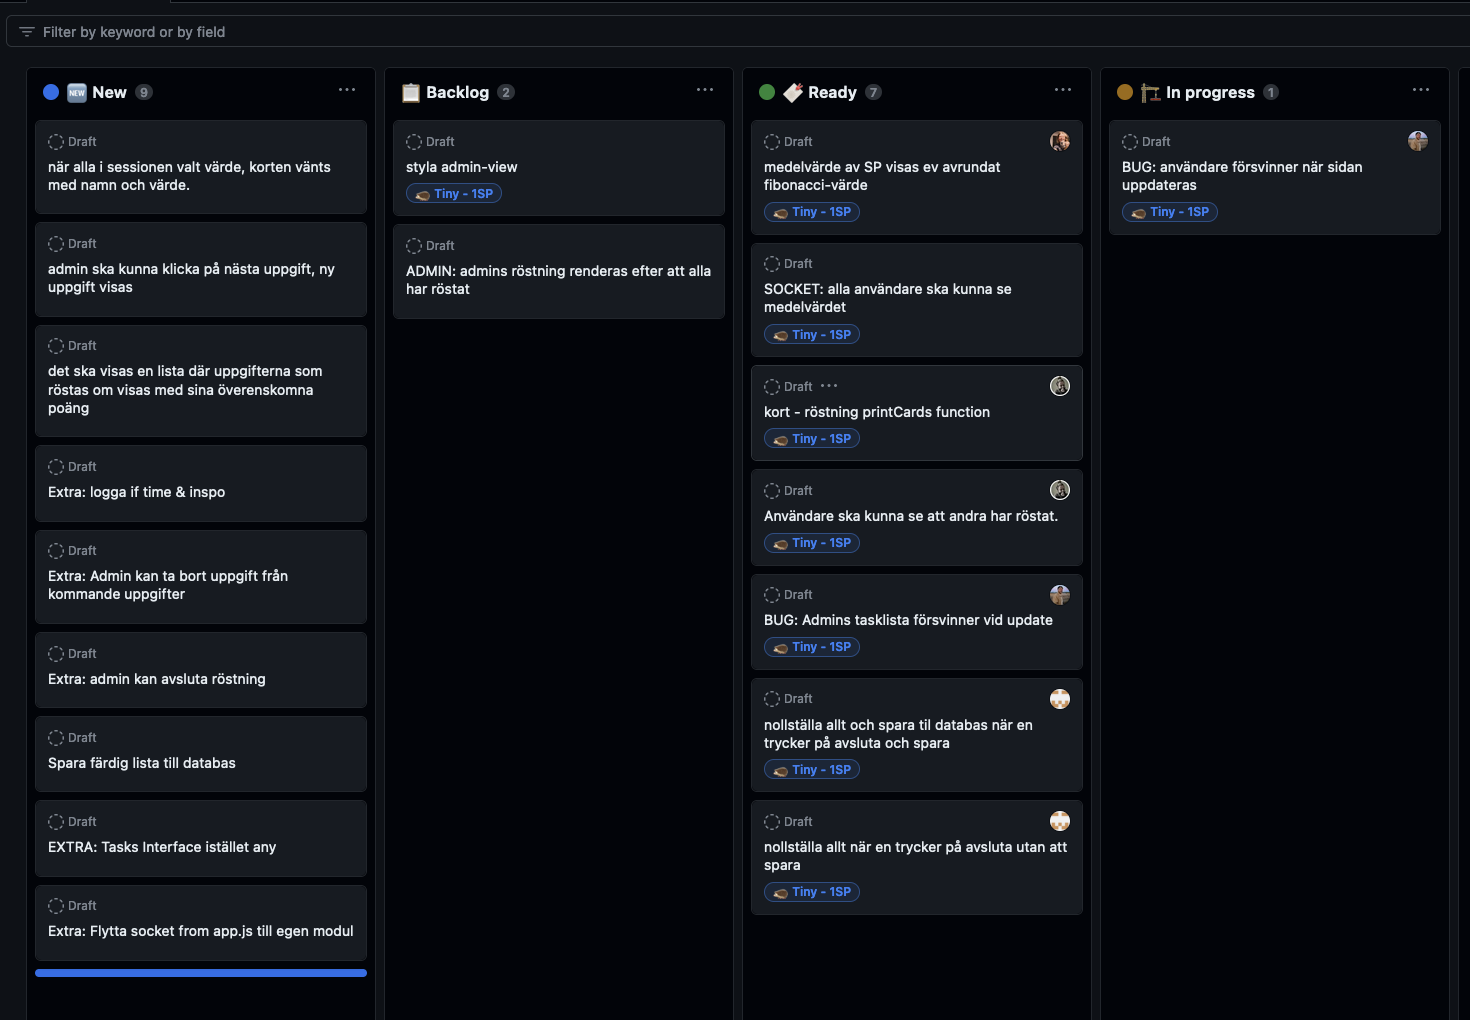 Filter by keyword or by field
NEW New 9
Draft
när alla i sessionen valt värde, korten vänts
med namn och värde.
Draft
admin ska kunna klicka på nästa uppgift, ny
uppgift visas
Draft
det ska visas en lista där uppgifterna som
röstas om visas med sina överenskomna
poäng
Draft
Extra: logga if time & inspo
Draft
Extra: Admin kan ta bort uppgift från
kommande uppgifter
Draft
Extra: admin kan avsluta röstning
Draft
Spara färdig lista till databas
Draft
EXTRA: Tasks Interface istället any
Draft
Extra: Flytta socket from app.js till egen modul
Backlog 2
Draft
styla admin-view
Tiny - 1SP
Draft
ADMIN: admins röstning renderas efter att alla
har röstat
Ready 7
Draft
medelvärde av SP visas ev avrundat
fibonacci-värde
Tiny - 1SP
Draft
SOCKET: alla användare ska kunna se
medelvärdet
Tiny - 1SP
Draft
kort - röstning printCards function
Tiny - 1SP
Draft
Användare ska kunna se att andra har röstat.
Tiny - 1SP
Draft
BUG: Admins tasklista försvinner vid update
Tiny - 1SP
Draft
nollställa allt och spara til databas när en
trycker på avsluta och spara
Tiny - 1SP
Draft
nollställa allt när en trycker på avsluta utan att
spara
Tiny - 1SP
In progress 1
Draft
BUG: användare försvinner när sidan
uppdateras
Tiny - 1SP